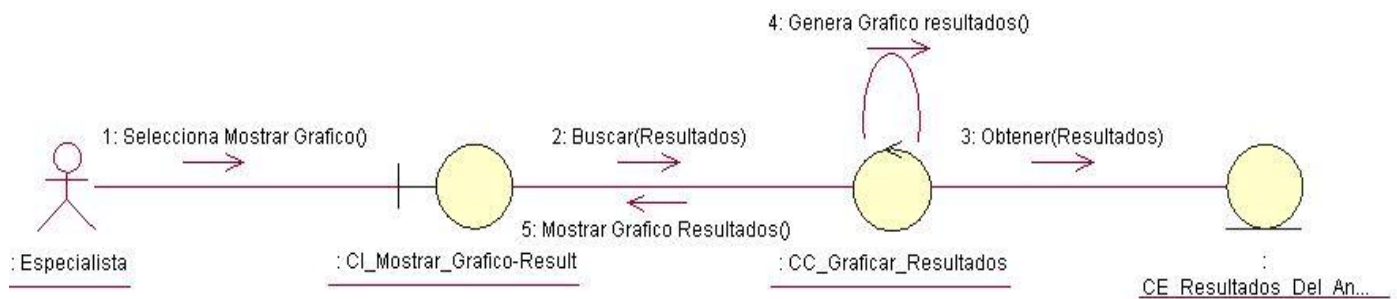 4: Genera Grafico resultados()
1: Selecciona Mostrar Grafico()
2: Buscar(Resultados)
3: Obtener(Resultados)
5: Mostrar Grafico Resultados()
: Especialista
: CI_Mostrar_Grafico-Result
: CC_Graficar_Resultados
:
CE_Resultados_Del_An...